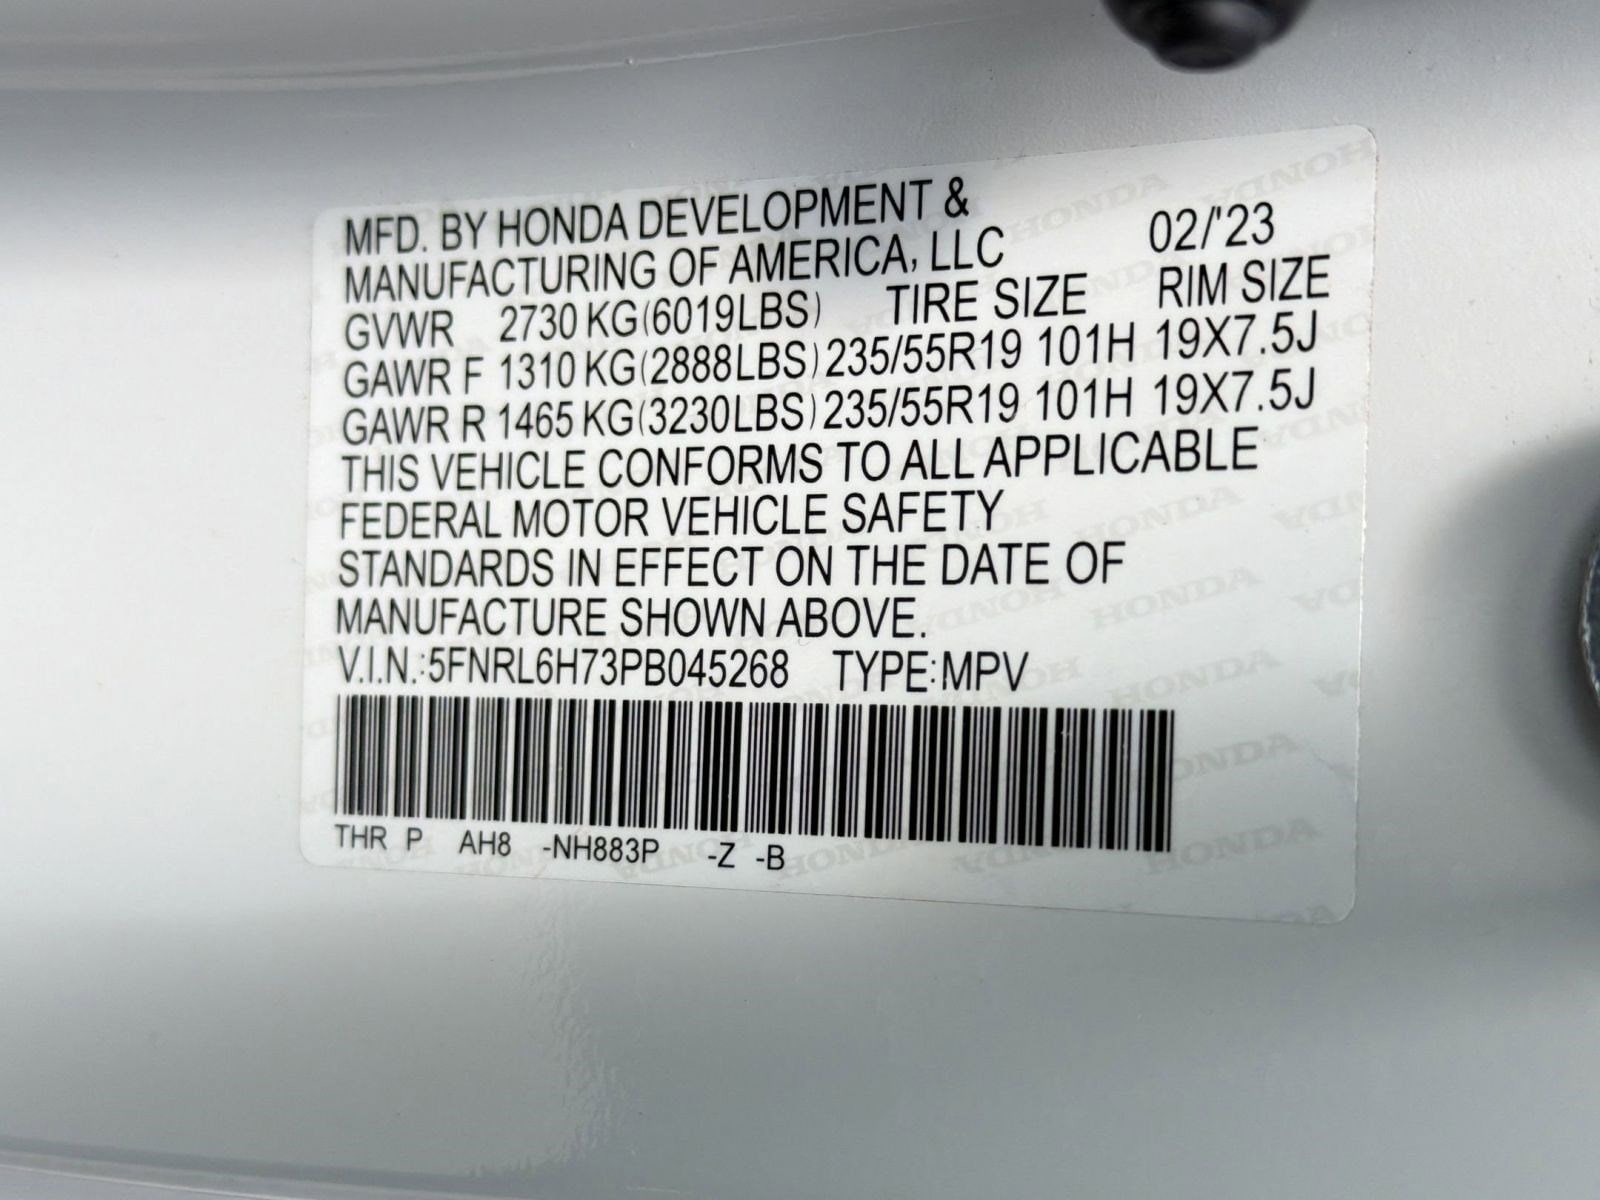 MFD. BY HONDA DEVELOPMENT &
MANUFACTURING OF AMERICA, LLC 02/'23
GVWR 2730 KG(6019LBS) TIRE SIZE RIM SIZE
GAWR F 1310 KG(2888LBS) 235/55R19 101H 19X7.5J
GAWR R 1465 KG(3230LBS) 235/55R19 101H 19X7.5J
THIS VEHICLE CONFORMS TO ALL APPLICABLE
FEDERAL MOTOR VEHICLE SAFETY
STANDARDS IN EFFECT ON THE DATE OF
MANUFACTURE SHOWN ABOVE.
V.I.N.:5FNRL6H73PB045268 TYPE:MPV
THR P AH8 -NH883P -Z -B